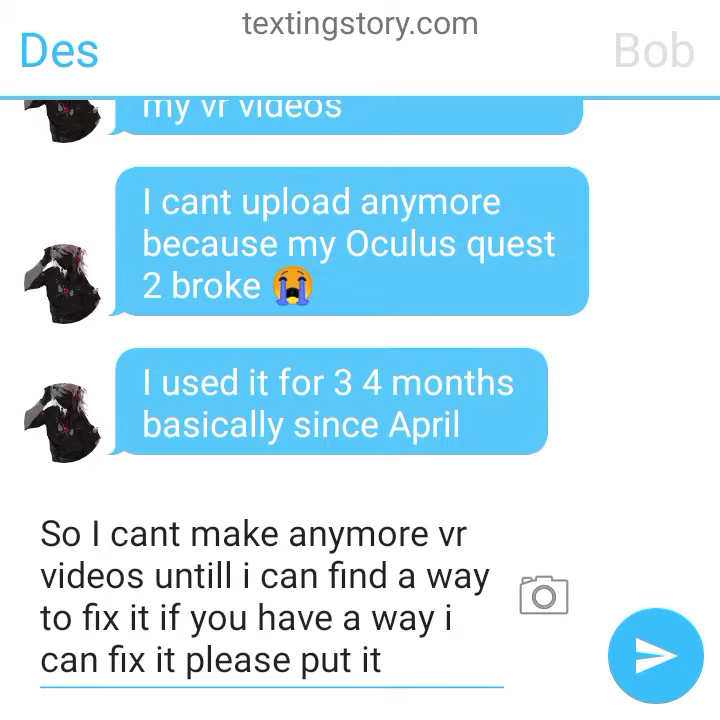 textingstory.com
Des
Bob
my vr videos
I cant upload anymore
because my Oculus quest
2 broke 😭
I used it for 3 4 months
basically since April
So I cant make anymore vr
videos untill i can find a way
to fix it if you have a way i
can fix it please put it